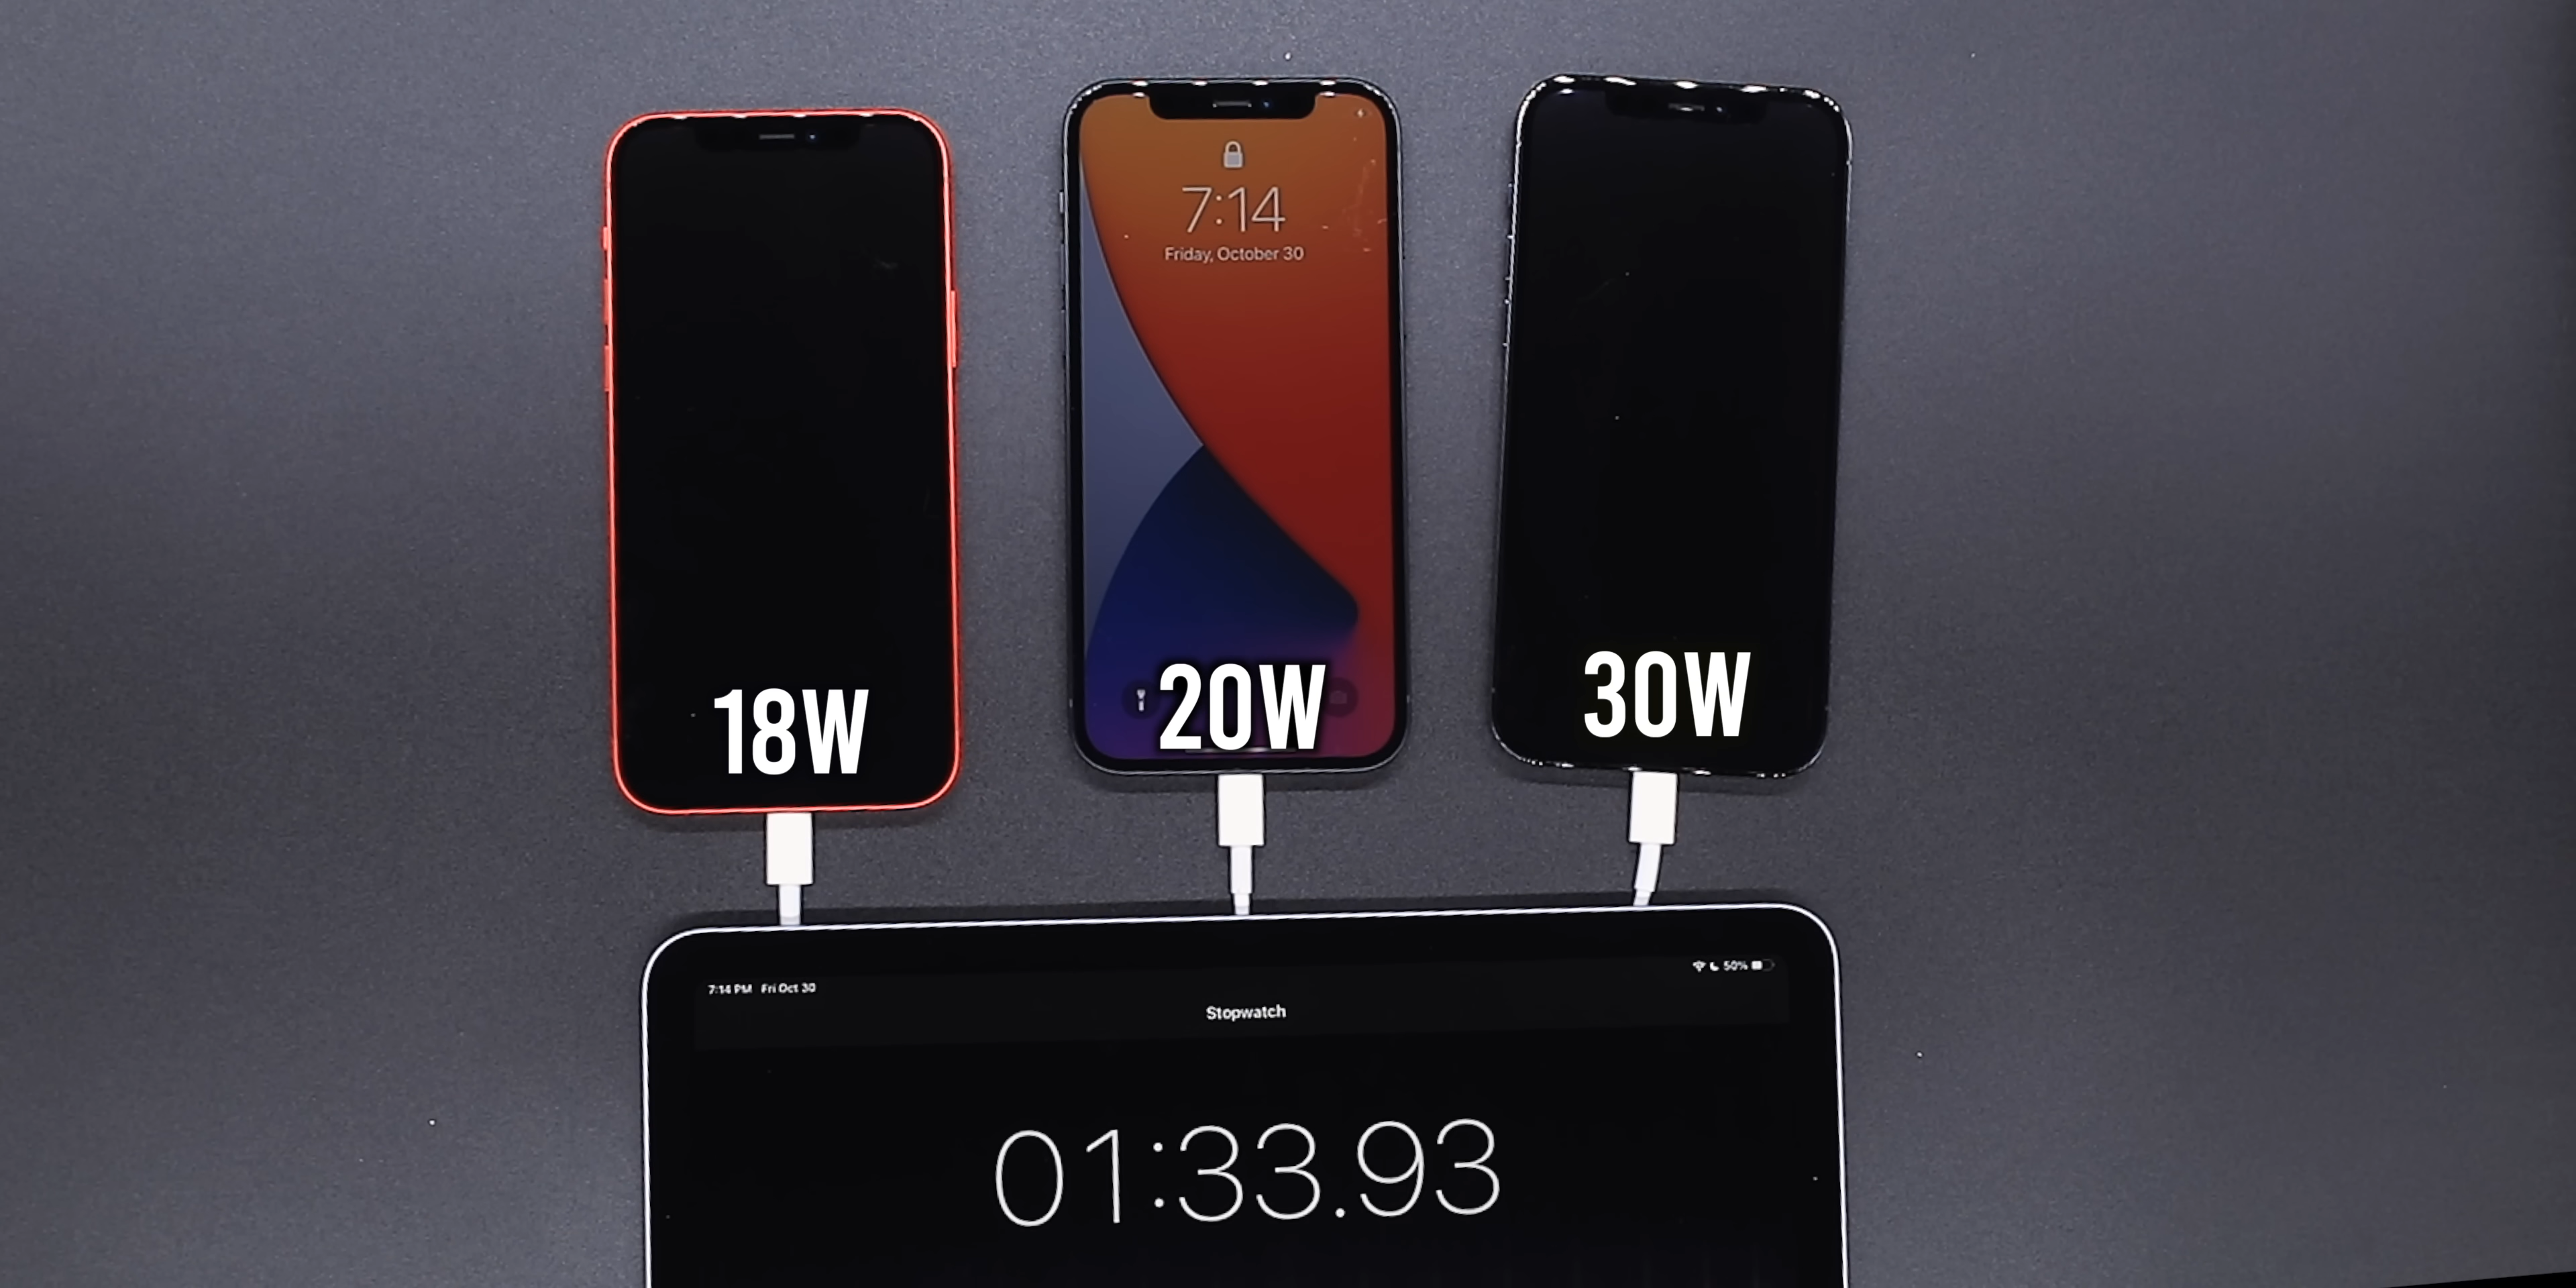 7:14
Friday, October 30
18W
20W
30W
7:14 PM Fri Oct 30
50%
Stopwatch
01:33.93